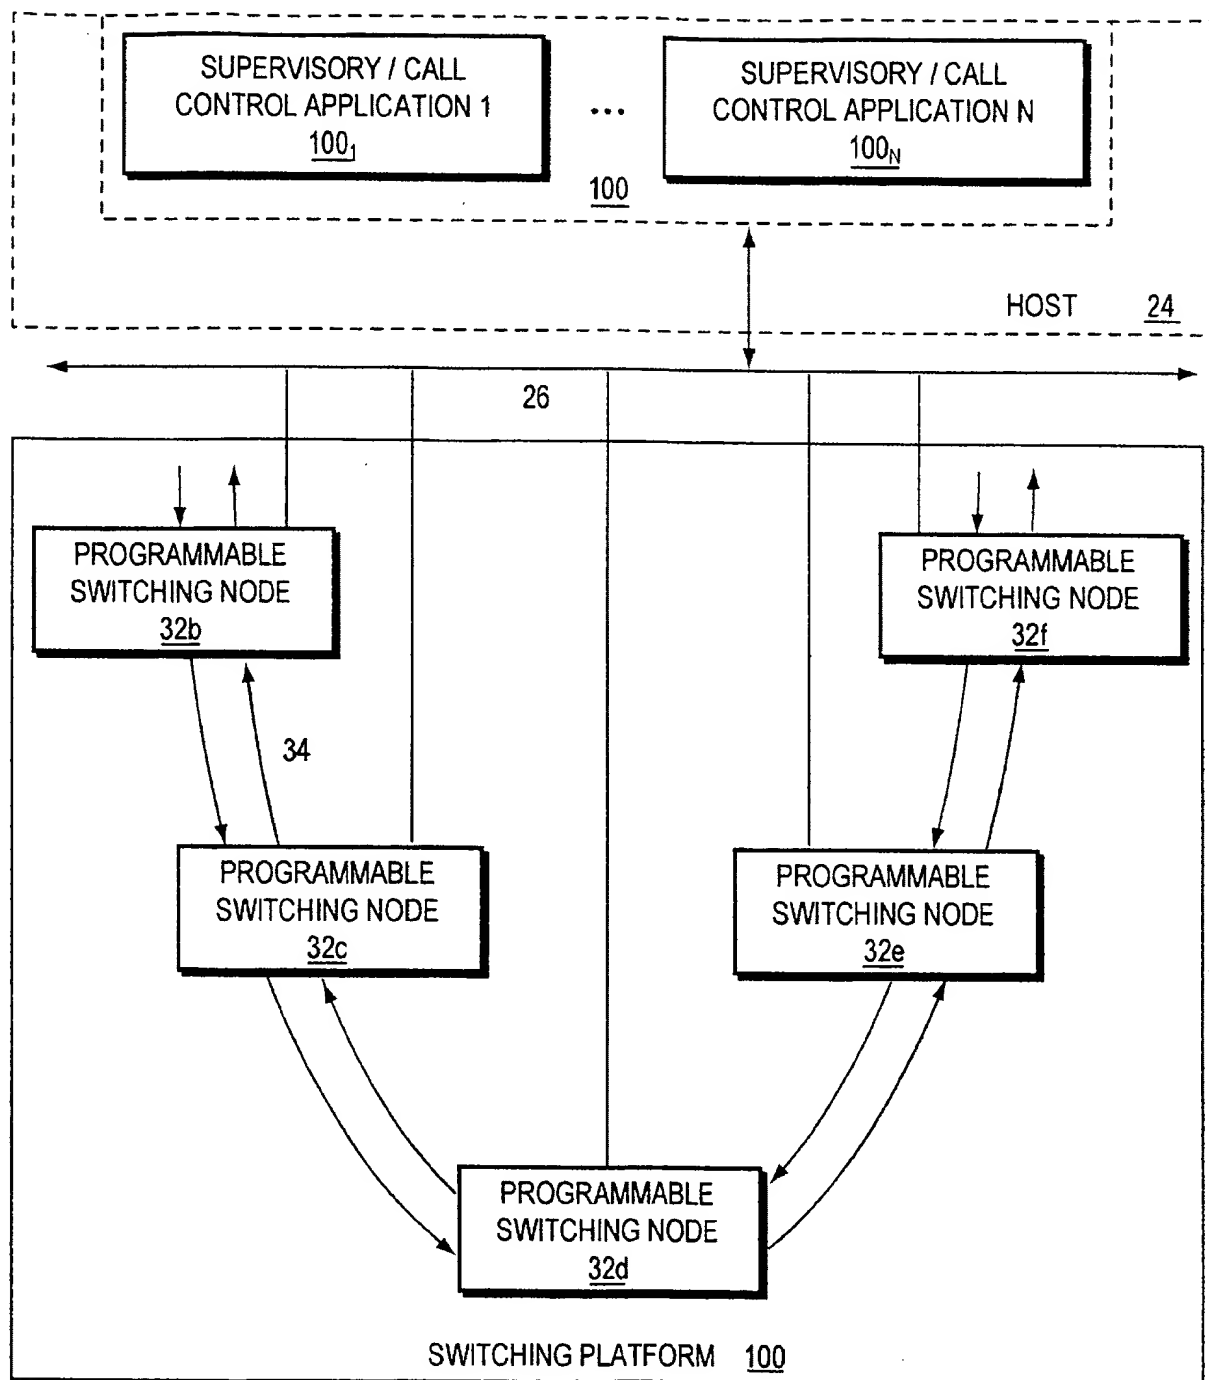 SUPERVISORY / CALL
CONTROL APPLICATION 1
100₁
...
SUPERVISORY / CALL
CONTROL APPLICATION N
100N
100
HOST 24
26
PROGRAMMABLE
SWITCHING NODE
32b
PROGRAMMABLE
SWITCHING NODE
32f
34
PROGRAMMABLE
SWITCHING NODE
32c
PROGRAMMABLE
SWITCHING NODE
32e
PROGRAMMABLE
SWITCHING NODE
32d
SWITCHING PLATFORM 100